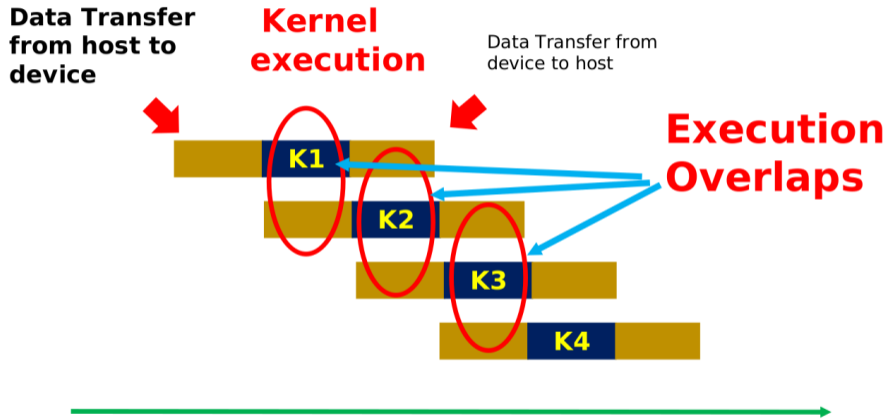 Data Transfer
from host to
device
Kernel
execution
Data Transfer from
device to host
Execution
Overlaps
K1
K2
K3
K4